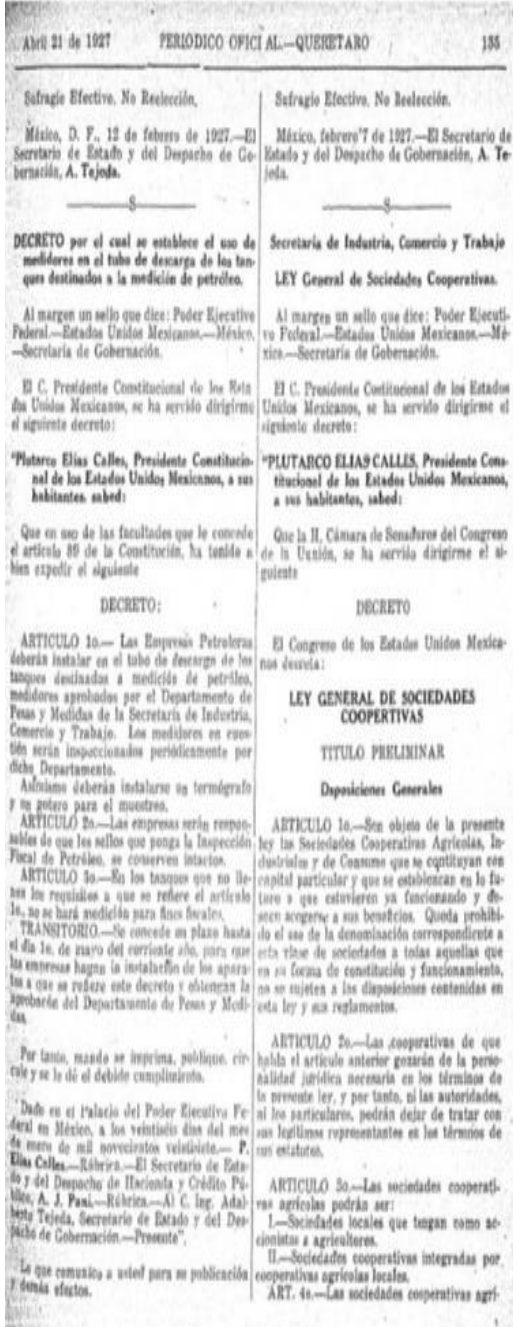 Abril 21 de 1927 PERIODICO OFICIAL.—QUERETARO 135
Sufragio Efectivo. No Reelección.
México, D. F., 12 de febrero de 1927.—El
Secretario de Estado y del Despacho de Go-
bernación, A. Tejeda.
DECRETO por el cual se establece el uso de
medidores en el tubo de descarga de los tan-
ques destinados a la medición de petróleo.
Al margen un sello que dice: Poder Ejecutivo
Federal.—Estados Unidos Mexicanos.—México.
—Secretaría de Gobernación.
El C. Presidente Constitucional de los Esta
dos Unidos Mexicanos, se ha servido dirigirme
el siguiente decreto:
"Plutarco Elías Calles, Presidente Constitucio-
nal de los Estados Unidos Mexicanos, a sus
habitantes, sabed:
Que en uso de las facultades que le concede
el artículo 89 de la Constitución, ha tenido a
bien expedir el siguiente
DECRETO:
ARTICULO 1o.— Las Empresas Petroleras
deberán instalar en el tubo de descarga de los
tanques destinados a medición de petróleo,
medidores aprobados por el Departamento de
Pesas y Medidas de la Secretaría de Industria,
Comercio y Trabajo. Los medidores en cues-
tión serán inspeccionados periódicamente por
dicho Departamento.
Asimismo deberán instalarse un termógrafo
y un gotero para el muestreo.
ARTICULO 2o.—Las empresas serán respon-
sables de que los sellos que ponga la Inspección
Fiscal de Petróleo, se conserven intactos.
ARTICULO 3o.—En los tanques que no lle-
nen los requisitos a que se refiere el artículo
1o, no se hará medición para fines fiscales.
TRANSITORIO.—Se concede un plazo hasta
el día 1o. de mayo del corriente año, para que
las empresas hagan la instalación de los apara-
tos a que se refiere este decreto y obtengan la
aprobación del Departamento de Pesas y Medi-
das.
Por tanto, mando se imprima, publique, cir-
cule y se le dé el debido cumplimiento.
Dado en el Palacio del Poder Ejecutivo Fe-
deral en México, a los veintiséis días del mes
de enero de mil novecientos veintisiete.— P.
Elías Calles.—Rúbrica.—El Secretario de Esta-
do y del Despacho de Hacienda y Crédito Pú-
blico, A. J. Pani.—Rúbrica.—Al C. Ing. Adal-
berto Tejeda, Secretario de Estado y del Des-
pacho de Gobernación.—Presente".
Lo que comunico a usted para su publicación
y demás efectos.
Sufragio Efectivo. No Reelección.
México, febrero 7 de 1927.—El Secretario de
Estado y del Despacho de Gobernación, A. Te-
jeda.
Secretaría de Industria, Comercio y Trabajo
LEY General de Sociedades Cooperativas.
Al margen un sello que dice: Poder Ejecuti-
vo Federal.—Estados Unidos Mexicanos.—Mé-
xico.—Secretaría de Gobernación.
El C. Presidente Costitucional de los Estados
Unidos Mexicanos, se ha servido dirigirme el
siguiente decreto:
"PLUTARCO ELIAS CALLES, Presidente Cons-
titucional de los Estados Unidos Mexicanos,
a sus habitantes, sabed:
Que la H. Cámara de Senadores del Congreso
de la Unión, se ha servido dirigirme el si-
guiente
DECRETO
El Congreso de los Estados Unidos Mexica-
nos decreta:
LEY GENERAL DE SOCIEDADES
COOPERTIVAS
TITULO PRELIMINAR
Disposiciones Generales
ARTICULO 1o.—Son objeto de la presente
ley las Sociedades Cooperativas Agrícolas, In-
dustriales y de Consumo que se contituyan con
capital particular y que se establezcan en lo fu-
turo o que estuvieren ya funcionando y de-
seen acogerse a sus beneficios. Queda prohibi-
do el uso de la denominación correspondiente a
esta clase de sociedades a todas aquellas que
en su forma de constitución y funcionamiento,
no se sujeten a las disposiciones contenidas en
esta ley y sus reglamentos.
ARTICULO 2o.—Las cooperativas de que
habla el artículo anterior gozarán de la perso-
nalidad jurídica necesaria en los términos de
la presente ley, y por tanto, ni las autoridades,
ni los particulares, podrán dejar de tratar con
sus legítimos representantes en los términos de
sus estatutos.
ARTICULO 3o.—Las sociedades cooperati-
vas agrícolas podrán ser:
I.—Sociedades locales que tengan como ac-
cionistas a agricultores.
II.—Sociedades cooperativas integradas por
cooperativas agrícolas locales.
ART. 4o.—Las sociedades cooperativas agrí-